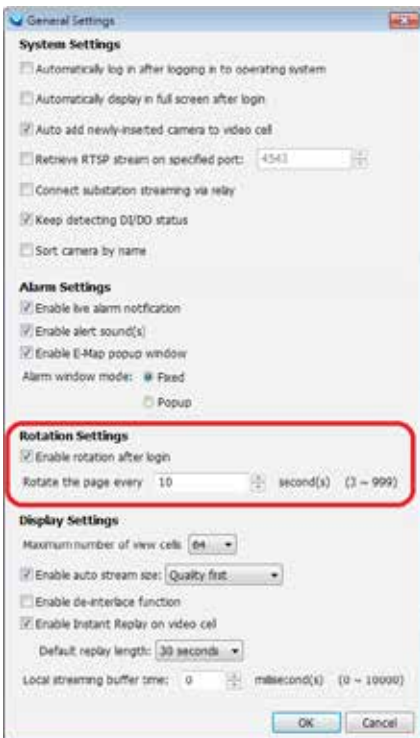 General Settings
System Settings
Automatically log in after logging in to operating system
Automatically display in full screen after login
Auto add newly-inserted camera to video cell
Retrieve RTSP stream on specified port: 4543
Connect substation streaming via relay
Keep detecting DI/DO status
Sort camera by name
Alarm Settings
Enable live alarm notfication
Enable alert sound(s)
Enable E-Map popup window
Alarm window mode: Fixed
Popup
Rotation Settings
Enable rotation after login
Rotate the page every 10 second(s) (3 ~ 999)
Display Settings
Maximum number of view cells 64
Enable auto stream size: Quality first
Enable de-interlace function
Enable Instant Replay on video cell
Default replay length: 30 seconds
Local streaming buffer time: 0 millisecond(s) (0 ~ 10000)
OK Cancel